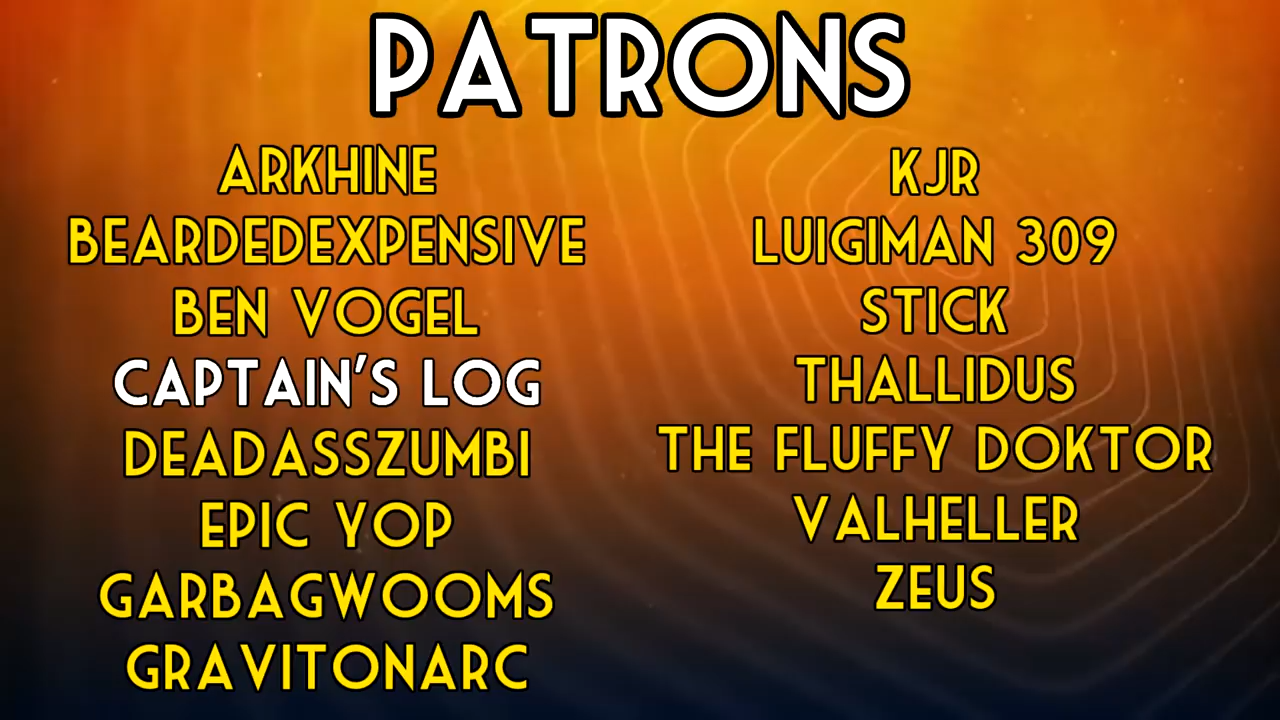 PATRONS
ARKHINE
BEARDEDEXPENSIVE
BEN VOGEL
CAPTAIN'S LOG
DEADASSZUMBI
EPIC YOP
GARBAGWOOMS
GRAVITONARC
KJR
LUIGIMAN 309
STICK
THALLIDUS
THE FLUFFY DOKTOR
VALHELLER
ZEUS